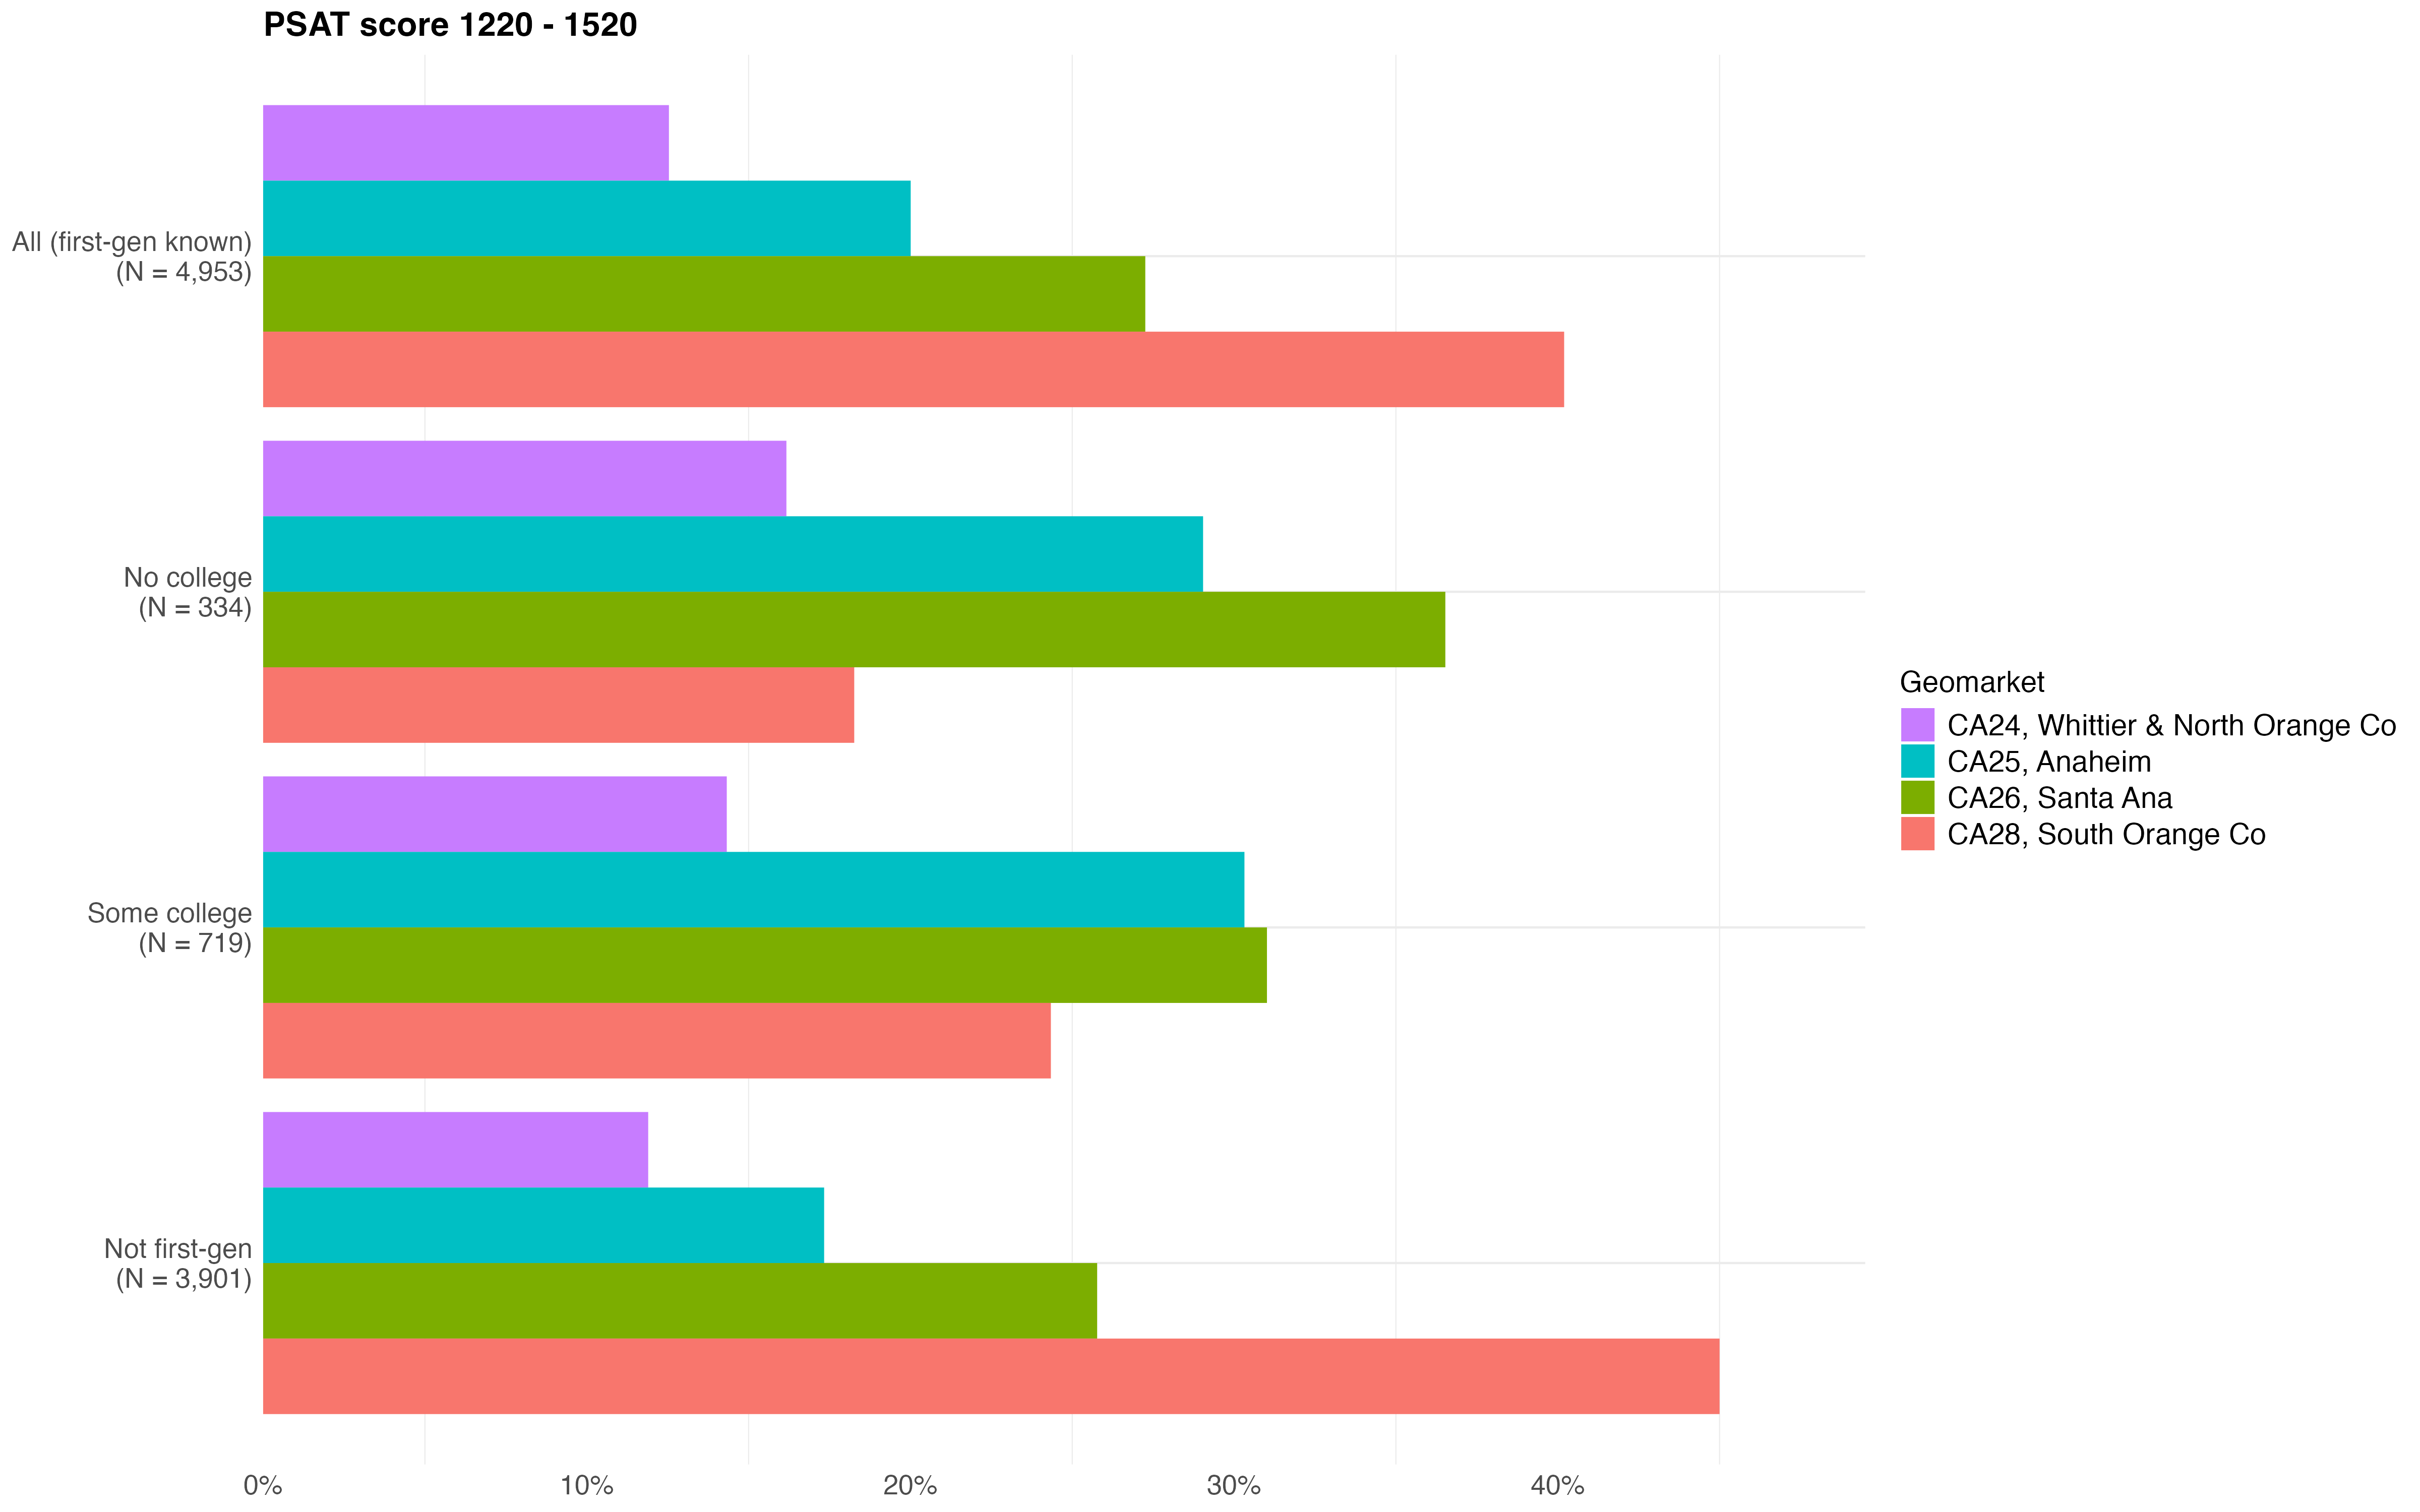 PSAT score 1220 - 1520
All (first-gen known)
(N = 4,953)
No college
(N = 334)
Some college
(N = 719)
Not first-gen
(N = 3,901)
0%
10%
20%
30%
40%
Geomarket
CA24, Whittier & North Orange Co
CA25, Anaheim
CA26, Santa Ana
CA28, South Orange Co